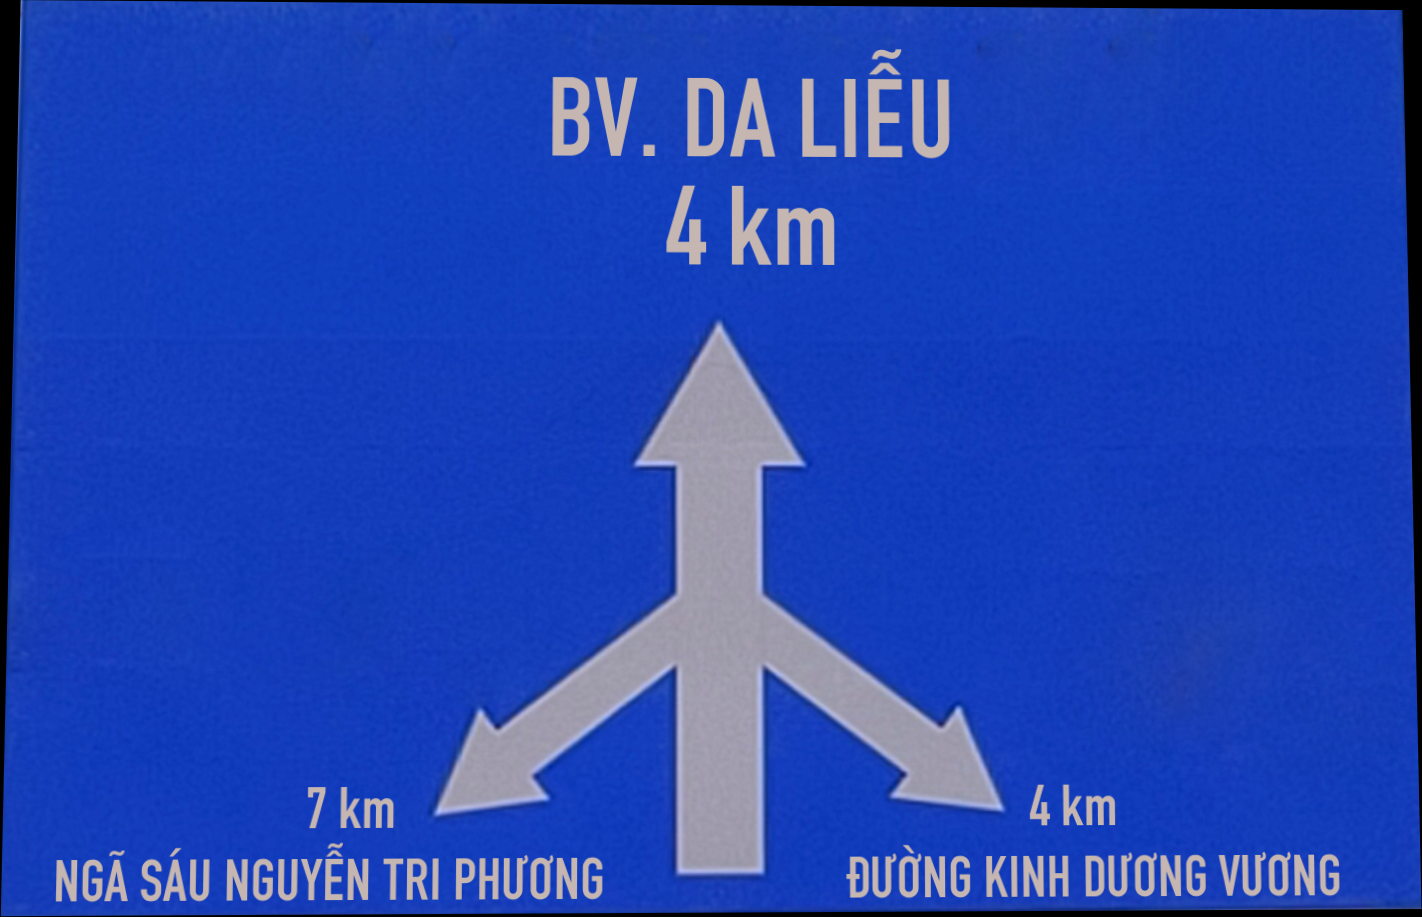 BV. DA LIỄU
4 km
7 km
NGÃ SÁU NGUYỄN TRI PHƯƠNG
4 km
ĐƯỜNG KINH DƯƠNG VƯƠNG